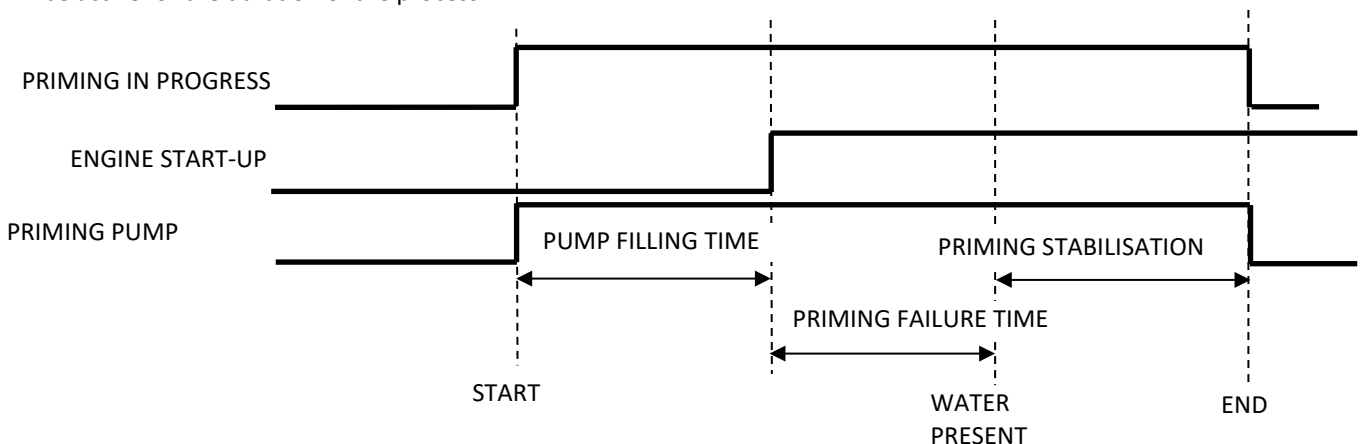 PRIMING IN PROGRESS
ENGINE START-UP
PRIMING PUMP
PUMP FILLING TIME
PRIMING STABILISATION
PRIMING FAILURE TIME
START
WATER
PRESENT
END